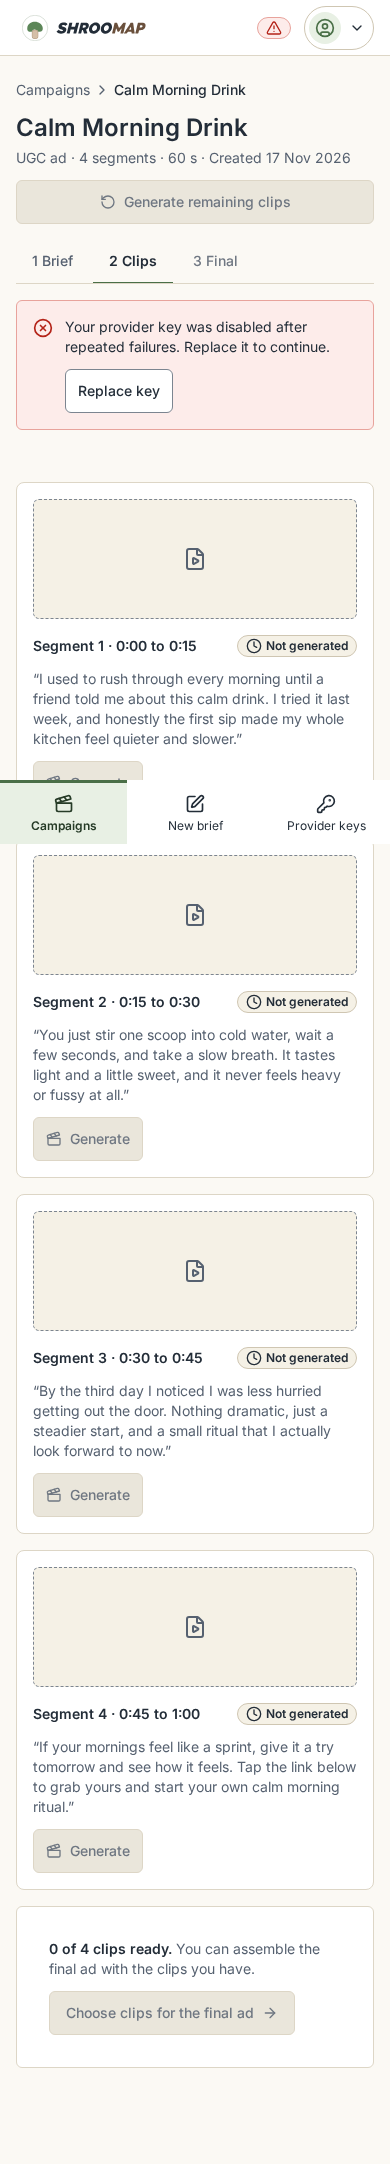 SHROOMAP
Campaigns > Calm Morning Drink
Calm Morning Drink
UGC ad · 4 segments · 60 s · Created 17 Nov 2026
Generate remaining clips
1 Brief 2 Clips 3 Final
Your provider key was disabled after
repeated failures. Replace it to continue.
Replace key
Segment 1 · 0:00 to 0:15 Not generated
“I used to rush through every morning until a
friend told me about this calm drink. I tried it last
week, and honestly the first sip made my whole
kitchen feel quieter and slower.”
Campaigns New brief Provider keys
Segment 2 · 0:15 to 0:30 Not generated
“You just stir one scoop into cold water, wait a
few seconds, and take a slow breath. It tastes
light and a little sweet, and it never feels heavy
or fussy at all.”
Generate
Segment 3 · 0:30 to 0:45 Not generated
“By the third day I noticed I was less hurried
getting out the door. Nothing dramatic, just a
steadier start, and a small ritual that I actually
look forward to now.”
Generate
Segment 4 · 0:45 to 1:00 Not generated
“If your mornings feel like a sprint, give it a try
tomorrow and see how it feels. Tap the link below
to grab yours and start your own calm morning
ritual.”
Generate
0 of 4 clips ready. You can assemble the
final ad with the clips you have.
Choose clips for the final ad